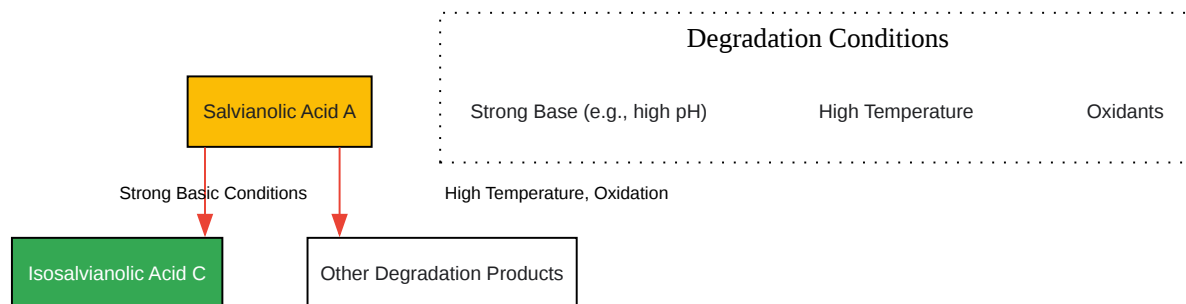 Degradation Conditions
Salvianolic Acid A
Strong Base (e.g., high pH)
High Temperature
Oxidants
Strong Basic Conditions
High Temperature, Oxidation
Isosalvianolic Acid C
Other Degradation Products